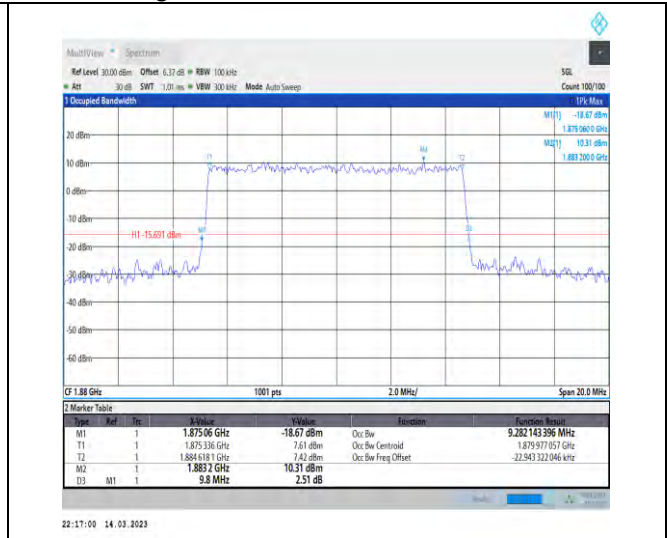 MultiView Spectrum
Ref Level 30.00 dBm Offset 6.37 dB RBW 100 kHz SGL
Att 30 dB SWT 1.01 ms VBW 300 kHz Mode Auto Sweep Count 100/100
1 Occupied Bandwidth 1Pk Max
M1[1] -18.67 dBm
1.875 060 0 GHz
20 dBm
M2[1] 10.31 dBm
1.883 200 0 GHz
M2
T1 T2
10 dBm
0 dBm
-10 dBm
H1 -15.691 dBm M1 D3
-20 dBm
-30 dBm
-40 dBm
-50 dBm
-60 dBm
CF 1.88 GHz 1001 pts 2.0 MHz/ Span 20.0 MHz
2 Marker Table
Type Ref Trc X-Value Y-Value Function Function Result
M1 1 1.875 06 GHz -18.67 dBm Occ Bw 9.282 143 396 MHz
T1 1 1.875 336 GHz 7.61 dBm Occ Bw Centroid 1.879 977 057 GHz
T2 1 1.884 618 1 GHz 7.42 dBm Occ Bw Freq Offset -22.943 322 046 kHz
M2 1 1.883 2 GHz 10.31 dBm
D3 M1 1 9.8 MHz 2.51 dB
22:17:00 14.03.2023